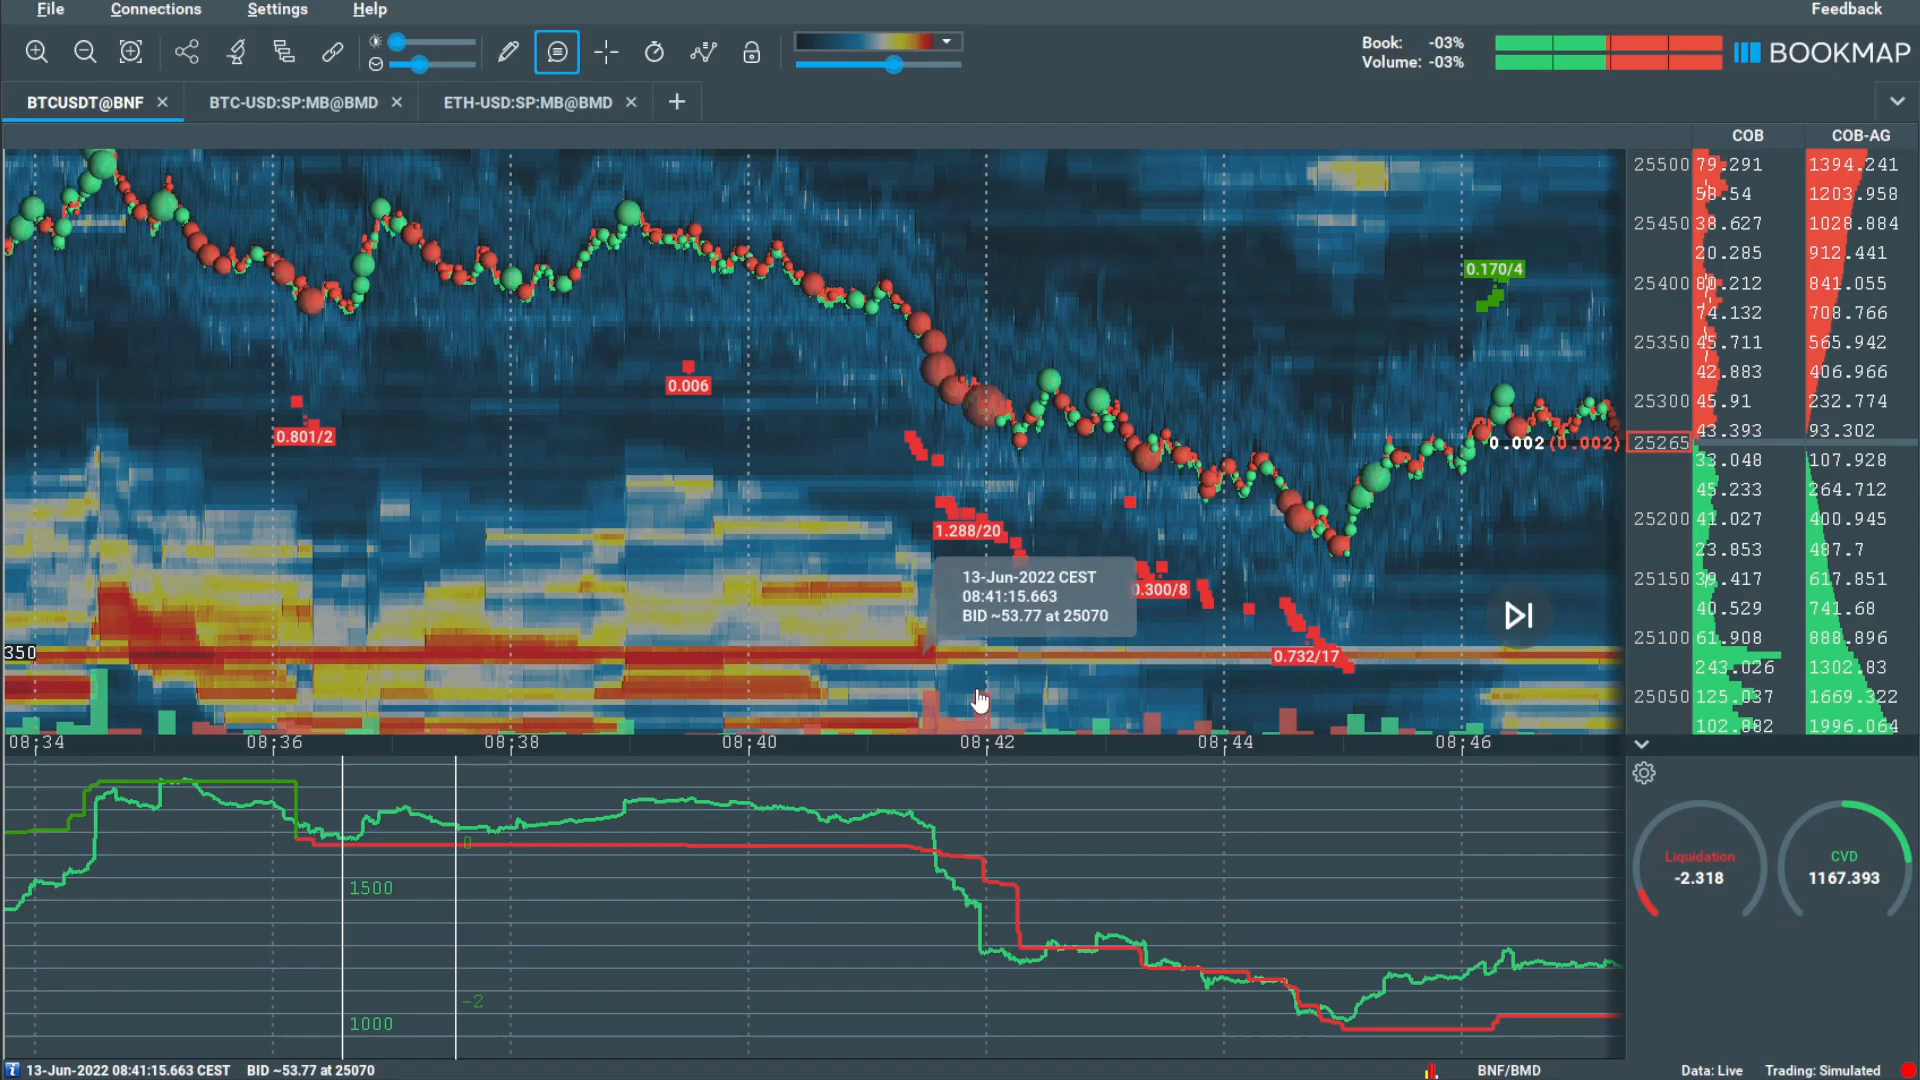 File Connections Settings Help Feedback
Book: -03%
Volume: -03%
BOOKMAP
BTCUSDT@BNF BTC-USD:SP:MB@BMD ETH-USD:SP:MB@BMD
COB COB-AG
25500 79.291 1394.241
58.54 1203.958
25450 38.627 1028.884
20.285 912.441
0.170/4
25400 80.212 841.055
74.132 708.766
25350 45.711 565.942
42.883 406.966
0.006
25300 45.91 232.774
43.393 93.302
0.801/2
0.002 (0.002) 25265
33.048 107.928
45.233 264.712
25200 41.027 400.945
1.288/20
23.853 487.7
25150 39.417 617.851
13-Jun-2022 CEST
08:41:15.663
BID ~53.77 at 25070
0.300/8
40.529 741.68
25100 61.908 888.896
350
0.732/17
243.026 1302.83
25050 125.037 1669.322
102.882 1996.064
08:34 08:36 08:38 08:40 08:42 08:44 08:46
0
1500
-2
1000
Liquidation
-2.318
CVD
1167.393
13-Jun-2022 08:41:15.663 CEST BID ~53.77 at 25070 BNF/BMD Data: Live Trading: Simulated